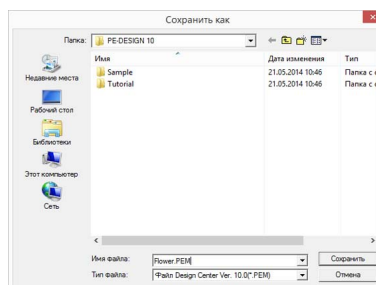 Сохранить как
Папка: PE-DESIGN 10
Имя Дата изменения Тип
Sample 21.05.2014 10:46 Папка с
Tutorial 21.05.2014 10:46 Папка с
Недавние места
Рабочий стол
Библиотеки
Этот компьютер
Сеть
Имя файла: Flower.PEM Сохранить
Тип файла: Файл Design Center Ver. 10.0(*.PEM) Отмена